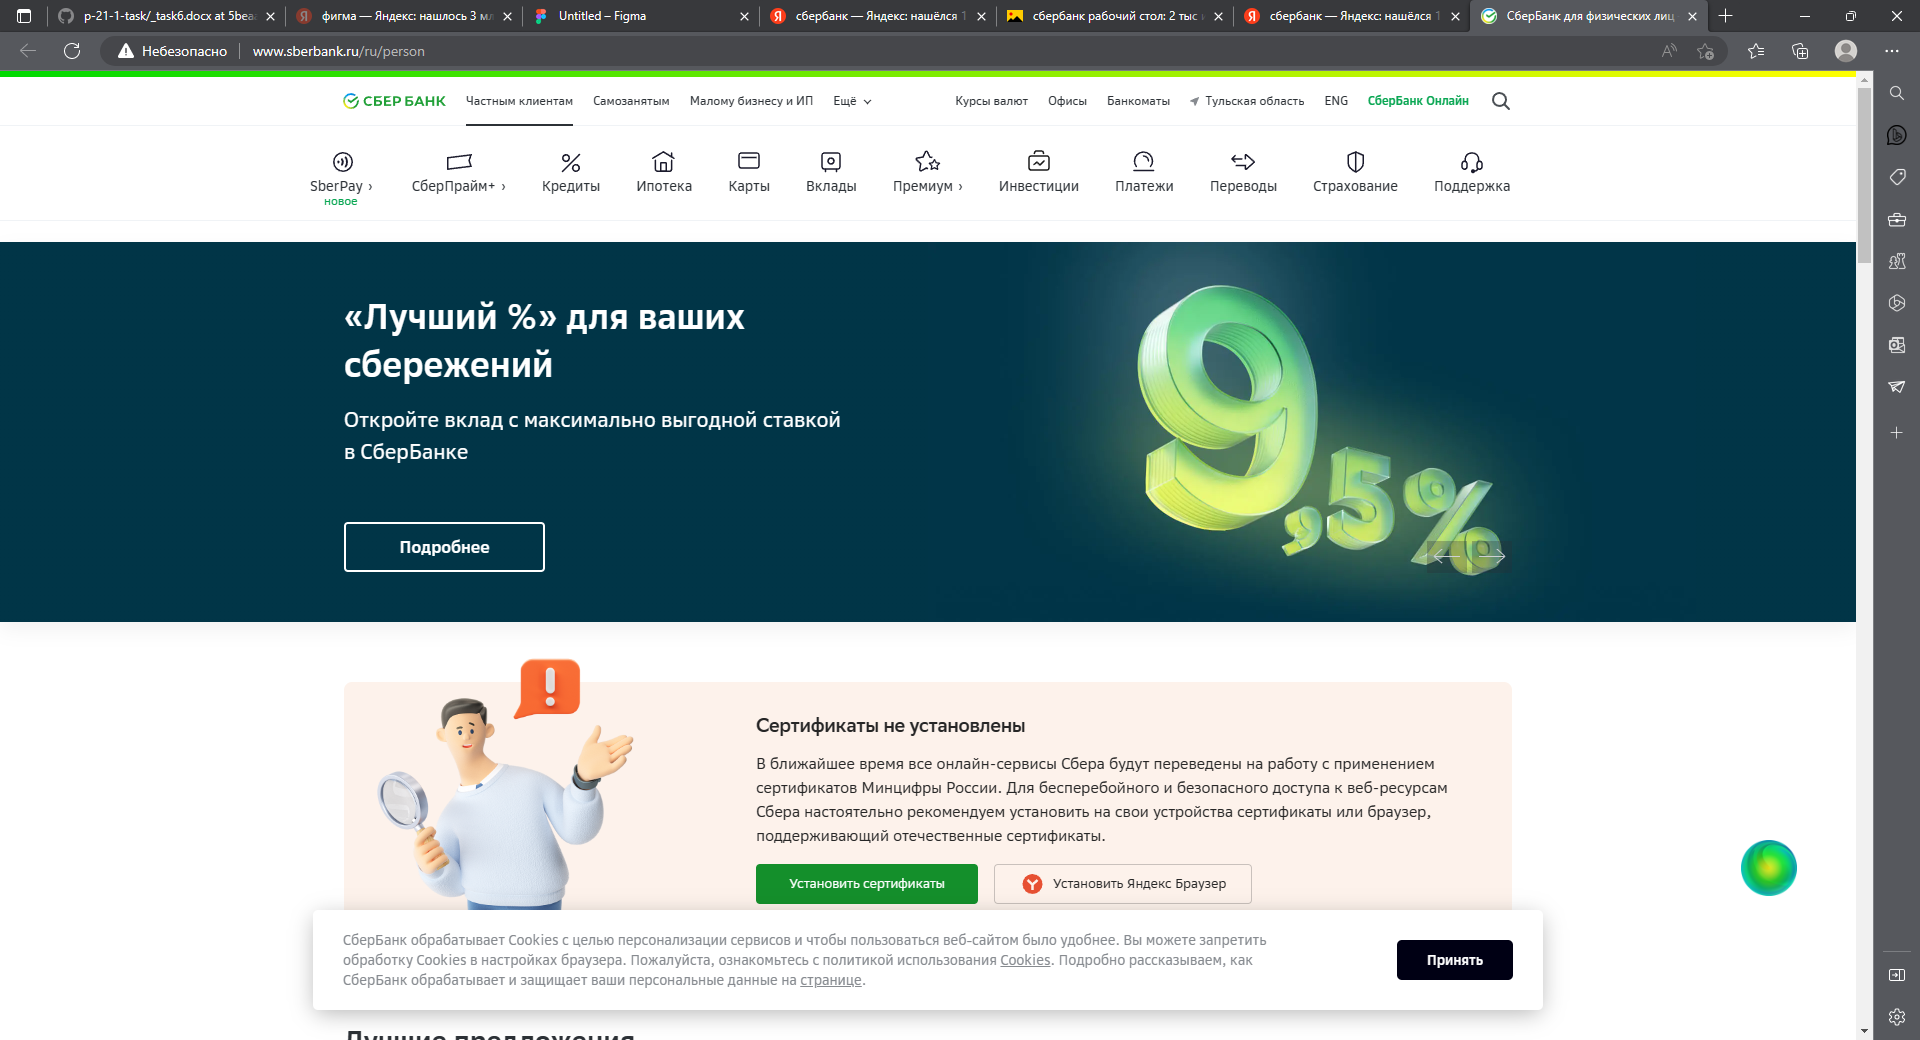 p-21-1-task/_task6.docx at 5bea
фигма — Яндекс: нашлось 3 мл
Untitled – Figma
сбербанк — Яндекс: нашёлся 1
сбербанк рабочий стол: 2 тыс и
сбербанк — Яндекс: нашёлся 1
СберБанк для физических лиц
Небезопасно
www.sberbank.ru/ru/person
СБЕР БАНК
Частным клиентам
Самозанятым
Малому бизнесу и ИП
Ещё
Курсы валют
Офисы
Банкоматы
Тульская область
ENG
СберБанк Онлайн
SberPay ›
новое
СберПрайм+ ›
Кредиты
Ипотека
Карты
Вклады
Премиум ›
Инвестиции
Платежи
Переводы
Страхование
Поддержка
«Лучший %» для ваших
сбережений
Откройте вклад с максимально выгодной ставкой
в СберБанке
Подробнее
9,5%
Сертификаты не установлены
В ближайшее время все онлайн-сервисы Сбера будут переведены на работу с применением
сертификатов Минцифры России. Для бесперебойного и безопасного доступа к веб-ресурсам
Сбера настоятельно рекомендуем установить на свои устройства сертификаты или браузер,
поддерживающий отечественные сертификаты.
Установить сертификаты
Установить Яндекс Браузер
СберБанк обрабатывает Cookies с целью персонализации сервисов и чтобы пользоваться веб-сайтом было удобнее. Вы можете запретить
обработку Cookies в настройках браузера. Пожалуйста, ознакомьтесь с политикой использования Cookies. Подробно рассказываем, как
СберБанк обрабатывает и защищает ваши персональные данные на странице.
Принять
Лучшие предложения